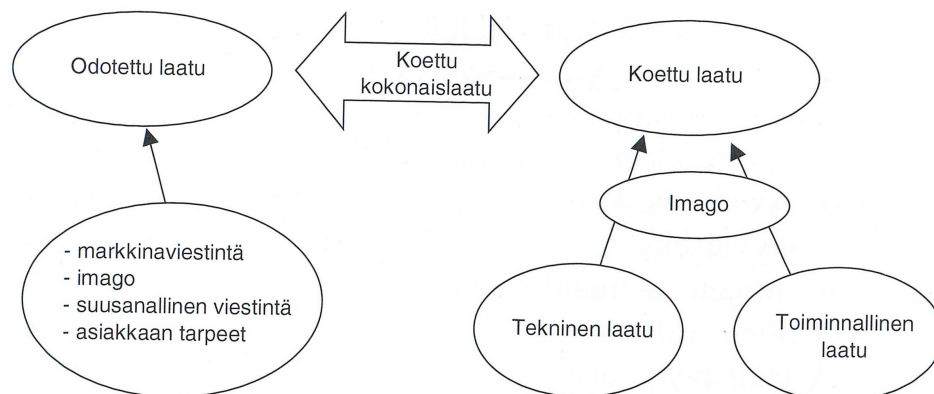 Odotettu laatu
Koettu
kokonaislaatu
Koettu laatu
Imago
- markkinaviestintä
- imago
- suusanallinen viestintä
- asiakkaan tarpeet
Tekninen laatu
Toiminnallinen
laatu